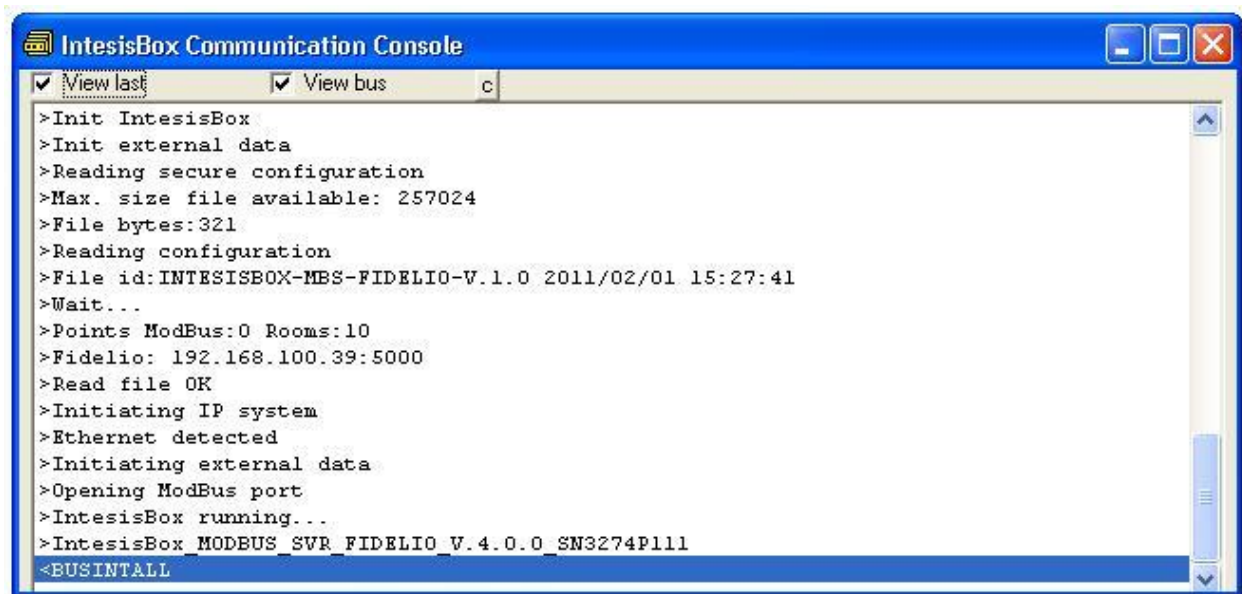 IntesisBox Communication Console
View last View bus c
>Init IntesisBox
>Init external data
>Reading secure configuration
>Max. size file available: 257024
>File bytes:321
>Reading configuration
>File id:INTESISBOX-MBS-FIDELIO-V.1.0 2011/02/01 15:27:41
>Wait...
>Points ModBus:0 Rooms:10
>Fidelio: 192.168.100.39:5000
>Read file OK
>Initiating IP system
>Ethernet detected
>Initiating external data
>Opening ModBus port
>IntesisBox running...
>IntesisBox_MODBUS_SVR_FIDELIO_V.4.0.0_SN3274P111
<BUSINTALL